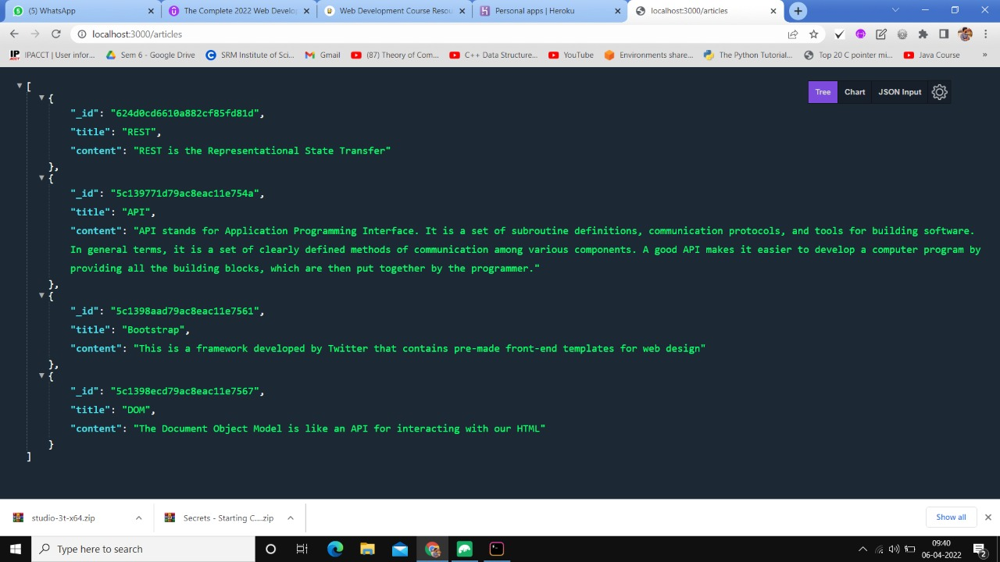 (5) WhatsApp
The Complete 2022 Web Develop
Web Development Course Resou
Personal apps | Heroku
localhost:3000/articles
localhost:3000/articles
IPACCT | User infor...
Sem 6 - Google Drive
SRM Institute of Sci...
Gmail
(87) Theory of Com...
C++ Data Structure...
YouTube
Environments share...
The Python Tutorial...
Top 20 C pointer mi...
Java Course
»
Tree Chart JSON Input
[
{
"_id": "624d0cd6610a882cf85fd81d",
"title": "REST",
"content": "REST is the Representational State Transfer"
},
{
"_id": "5c139771d79ac8eac11e754a",
"title": "API",
"content": "API stands for Application Programming Interface. It is a set of subroutine definitions, communication protocols, and tools for building software.
In general terms, it is a set of clearly defined methods of communication among various components. A good API makes it easier to develop a computer program by
providing all the building blocks, which are then put together by the programmer."
},
{
"_id": "5c1398aad79ac8eac11e7561",
"title": "Bootstrap",
"content": "This is a framework developed by Twitter that contains pre-made front-end templates for web design"
},
{
"_id": "5c1398ecd79ac8eac11e7567",
"title": "DOM",
"content": "The Document Object Model is like an API for interacting with our HTML"
}
]
studio-3t-x64.zip
Secrets - Starting C....zip
Show all
Type here to search
09:40
06-04-2022
2